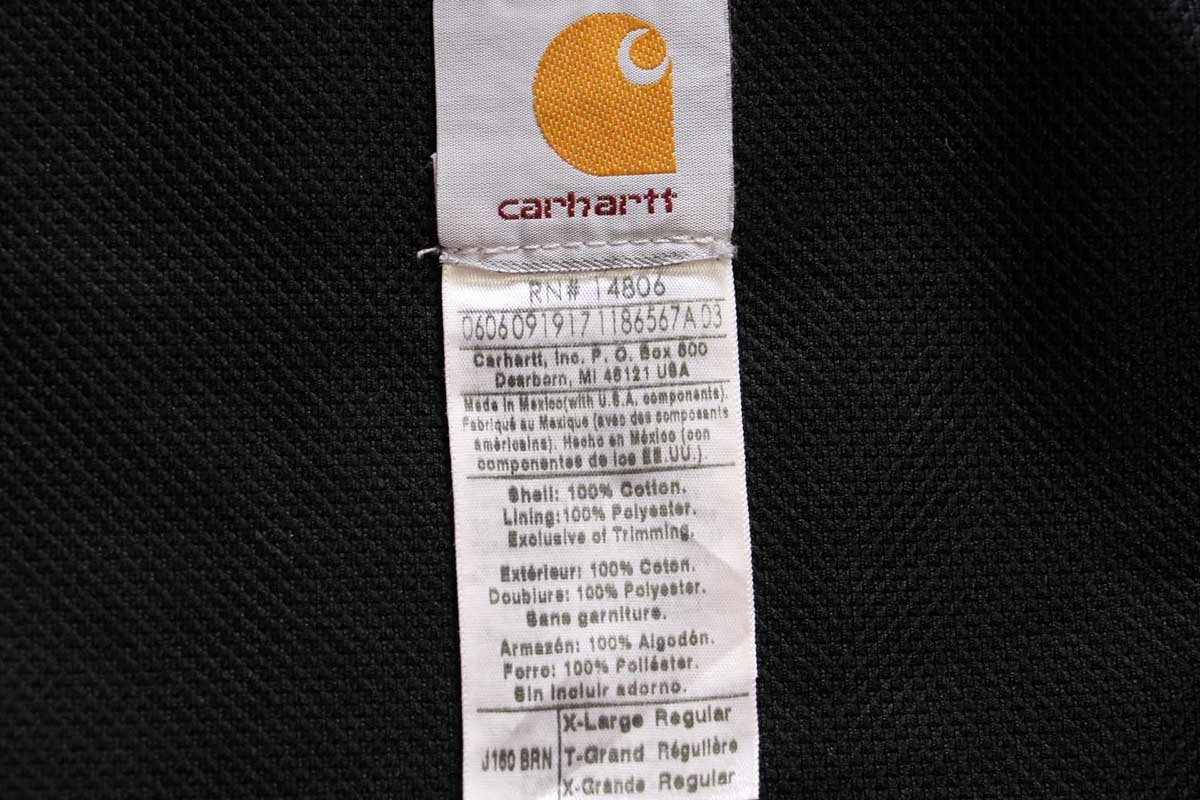 carhartt
RN# 14806
0606091917 1186567A 03
Carhartt, Inc. P. O. Box 600
Dearborn, MI 48121 USA
Made in Mexico(with U.S.A. components).
Fabriqué au Mexique (avec des composants
américains). Hecho en México (con
componentes de los EE.UU.).
Shell: 100% Cotton.
Lining:100% Polyester.
Exclusive of Trimming.
Extérieur: 100% Coton.
Doublure: 100% Polyester.
Sans garniture.
Armazón: 100% Algodón.
Forro: 100% Poliéster.
Sin incluir adorno.
X-Large Regular
J160 BRN T-Grand Régulière
X-Grande Regular